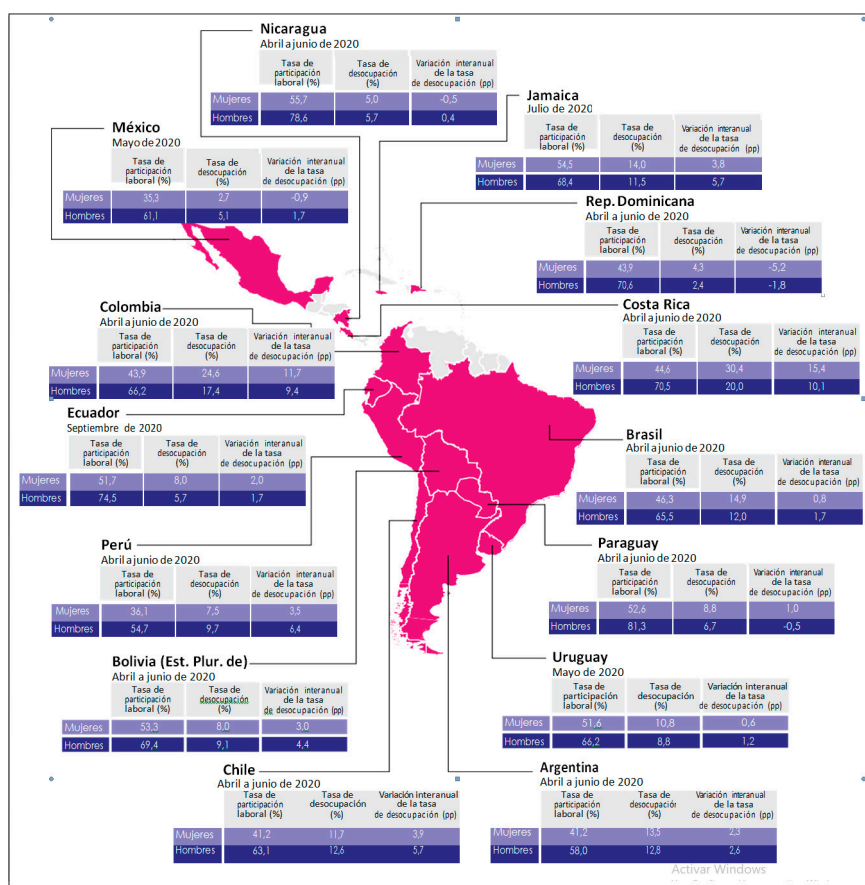 Nicaragua
Abril a junio de 2020
Tasa de participación laboral (%) Tasa de desocupación (%) Variación interanual de la tasa de desocupación (pp)
Mujeres 55,7 5,0 -0,5
Hombres 78,6 5,7 0,4
Jamaica
Julio de 2020
Tasa de participación laboral (%) Tasa de desocupación (%) Variación interanual de la tasa de desocupación (pp)
Mujeres 54,5 14,0 3,8
Hombres 68,4 11,5 5,7
México
Mayo de 2020
Tasa de participación laboral (%) Tasa de desocupación (%) Variación interanual de la tasa de desocupación (pp)
Mujeres 35,3 2,7 -0,9
Hombres 61,1 5,1 1,7
Rep. Dominicana
Abril a junio de 2020
Tasa de participación laboral (%) Tasa de desocupación (%) Variación interanual de la tasa de desocupación (pp)
Mujeres 43,9 4,3 -5,2
Hombres 70,6 2,4 -1,8
Colombia
Abril a junio de 2020
Tasa de participación laboral (%) Tasa de desocupación (%) Variación interanual de la tasa de desocupación (pp)
Mujeres 43,9 24,6 11,7
Hombres 66,2 17,4 9,4
Costa Rica
Abril a junio de 2020
Tasa de participación laboral (%) Tasa de desocupación (%) Variación interanual de la tasa de desocupación (pp)
Mujeres 44,6 30,4 15,4
Hombres 70,5 20,0 10,1
Ecuador
Septiembre de 2020
Tasa de participación laboral (%) Tasa de desocupación (%) Variación interanual de la tasa de desocupación (pp)
Mujeres 51,7 8,0 2,0
Hombres 74,5 5,7 1,7
Brasil
Abril a junio de 2020
Tasa de participación laboral (%) Tasa de desocupación (%) Variación interanual de la tasa de desocupación (pp)
Mujeres 46,3 14,9 0,8
Hombres 65,5 12,0 1,7
Perú
Abril a junio de 2020
Tasa de participación laboral (%) Tasa de desocupación (%) Variación interanual de la tasa de desocupación (pp)
Mujeres 36,1 7,5 3,5
Hombres 54,7 9,7 6,4
Paraguay
Abril a junio de 2020
Tasa de participación laboral (%) Tasa de desocupación (%) Variación interanual de la tasa de desocupación (pp)
Mujeres 52,6 8,8 1,0
Hombres 81,3 6,7 -0,5
Bolivia (Est. Plur. de)
Abril a junio de 2020
Tasa de participación laboral (%) Tasa de desocupación (%) Variación interanual de la tasa de desocupación (pp)
Mujeres 53,3 8,0 3,0
Hombres 69,4 9,1 4,4
Uruguay
Mayo de 2020
Tasa de participación laboral (%) Tasa de desocupación (%) Variación interanual de la tasa de desocupación (pp)
Mujeres 51,6 10,8 0,6
Hombres 66,2 8,8 1,2
Chile
Abril a junio de 2020
Tasa de participación laboral (%) Tasa de desocupación (%) Variación interanual de la tasa de desocupación (pp)
Mujeres 41,2 11,7 3,9
Hombres 63,1 12,6 5,7
Argentina
Abril a junio de 2020
Tasa de participación laboral (%) Tasa de desocupación (%) Variación interanual de la tasa de desocupación (pp)
Mujeres 41,2 13,5 2,3
Hombres 58,0 12,8 2,6
Activar Windows